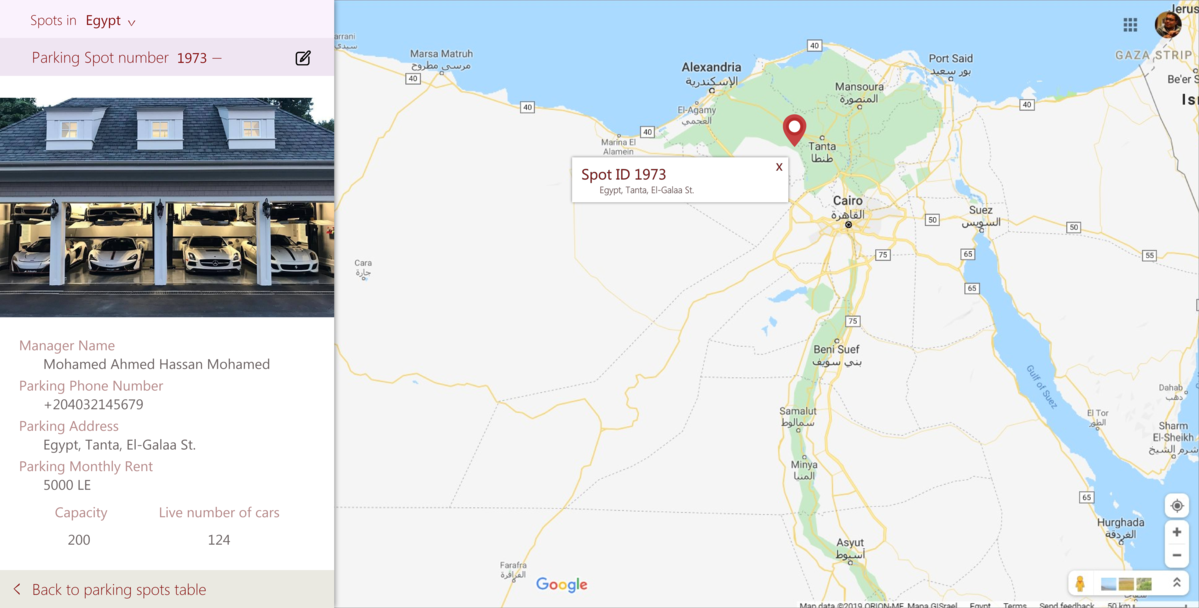 Spots in Egypt
Parking Spot number 1973 —
Manager Name
Mohamed Ahmed Hassan Mohamed
Parking Phone Number
+204032145679
Parking Address
Egypt, Tanta, El-Galaa St.
Parking Monthly Rent
5000 LE
Capacity
Live number of cars
200
124
Back to parking spots table
arrani
سيدي
Marsa Matruh
مرسى مطروح
40
40
40
Alexandria
الإسكندرية
El-Agamy
العجمي
Marina El
Alamein
40
Mansoura
المنصورة
Port Said
بور سعيد
40
Jerus
GAZA STRIP
Be'er S
Isr
Tanta
طنطا
Spot ID 1973
x
Egypt, Tanta, El-Galaa St.
Cairo
القاهرة
50
Suez
السويس
50
75
65
55
65
Cara
حارة
75
Beni Suef
بني سويف
Gulf of Suez
Dahab
دهب
Samalut
سمالوط
El Tor
الطور
Sharm
El-Sheikh
شرم الشيخ
Minya
المنيا
65
Hurghada
الغردقة
Asyut
أسيوط
Farafra
الفرافرة
Google
Map data ©2019 ORION-ME, Mapa GISrael Egypt Terms Send feedback 50 km